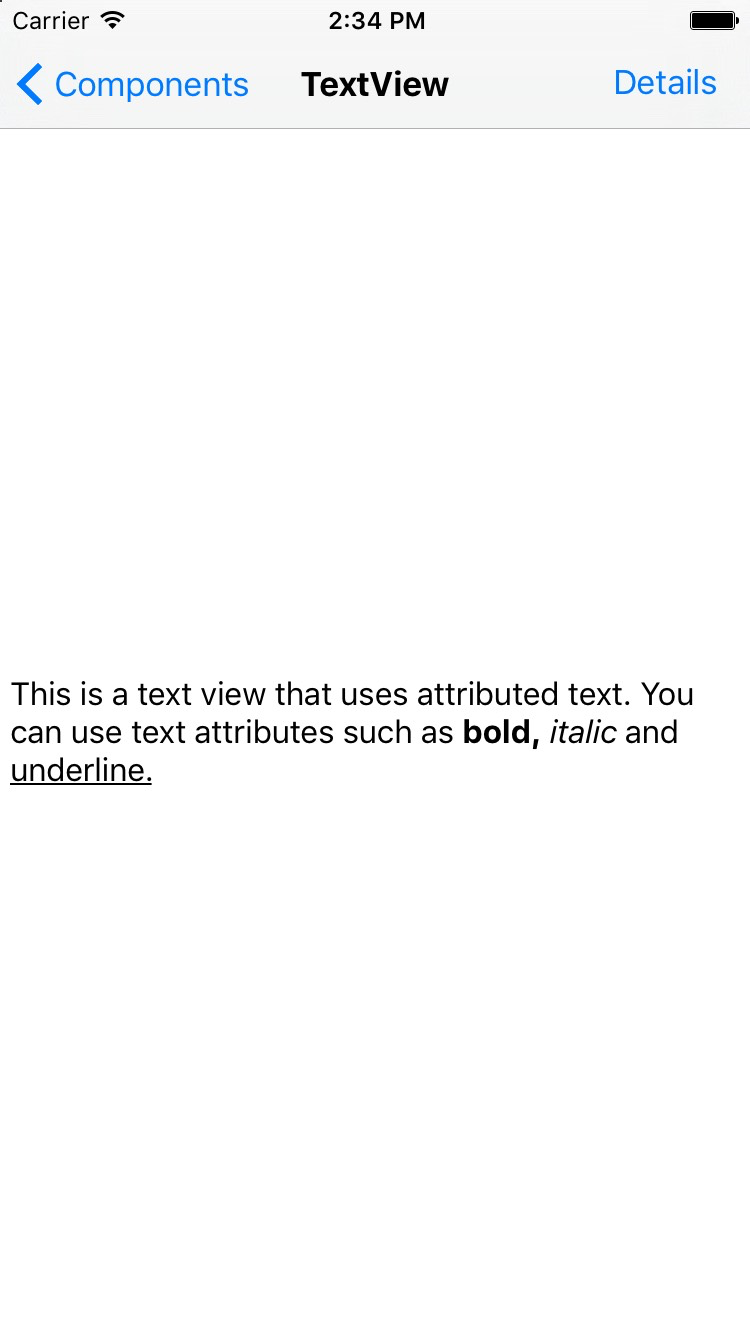 Carrier 2:34 PM
Components TextView Details
This is a text view that uses attributed text. You
can use text attributes such as bold, italic and
underline.